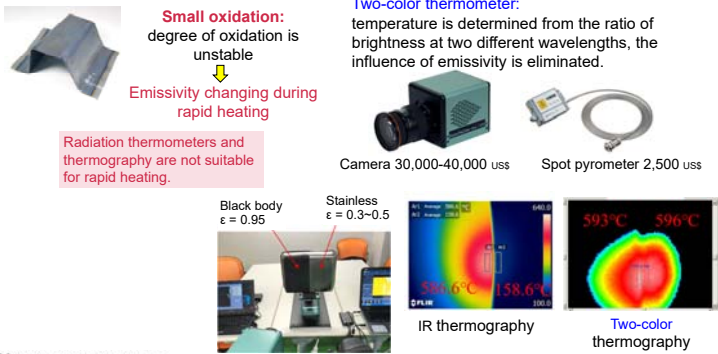 Small oxidation:
degree of oxidation is
unstable
Emissivity changing during
rapid heating
Radiation thermometers and
thermography are not suitable
for rapid heating.
Two-color thermometer:
temperature is determined from the ratio of
brightness at two different wavelengths, the
influence of emissivity is eliminated.
Camera 30,000-40,000 US$
Spot pyrometer 2,500 US$
Black body
ε = 0.95
Stainless
ε = 0.3~0.5
640.0
586.6°C
158.6°C
100.0
FLIR
IR thermography
593°C
596°C
Two-color
thermography